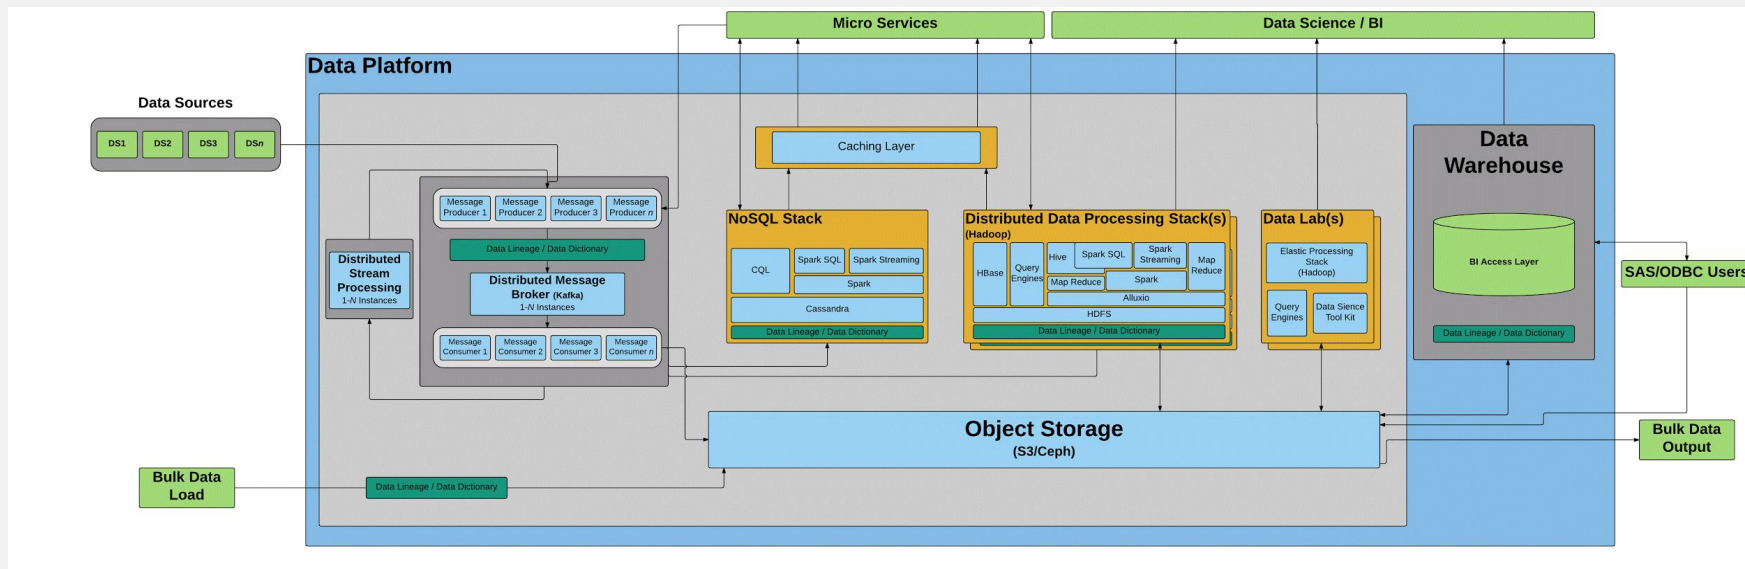 Micro Services
Data Science / BI
Data Platform
Data Sources
DS1
DS2
DS3
DSn
Caching Layer
Data
Warehouse
Message
Producer 1
Message
Producer 2
Message
Producer 3
Message
Producer n
Data Lineage / Data Dictionary
Distributed Message
Broker (Kafka)
1-N Instances
Message
Consumer 1
Message
Consumer 2
Message
Consumer 3
Message
Consumer n
Distributed
Stream
Processing
1-N Instances
NoSQL Stack
CQL
Spark SQL
Spark Streaming
Spark
Cassandra
Data Lineage / Data Dictionary
Distributed Data Processing Stack(s)
(Hadoop)
HBase
Query
Engines
Hive
Spark SQL
Spark
Streaming
Map
Reduce
Map Reduce
Spark
Alluxio
HDFS
Data Lineage / Data Dictionary
Data Lab(s)
Elastic Processing
Stack
(Hadoop)
Query
Engines
Data Sience
Tool Kit
BI Access Layer
Data Lineage / Data Dictionary
SAS/ODBC Users
Object Storage
(S3/Ceph)
Bulk Data
Output
Bulk Data
Load
Data Lineage / Data Dictionary